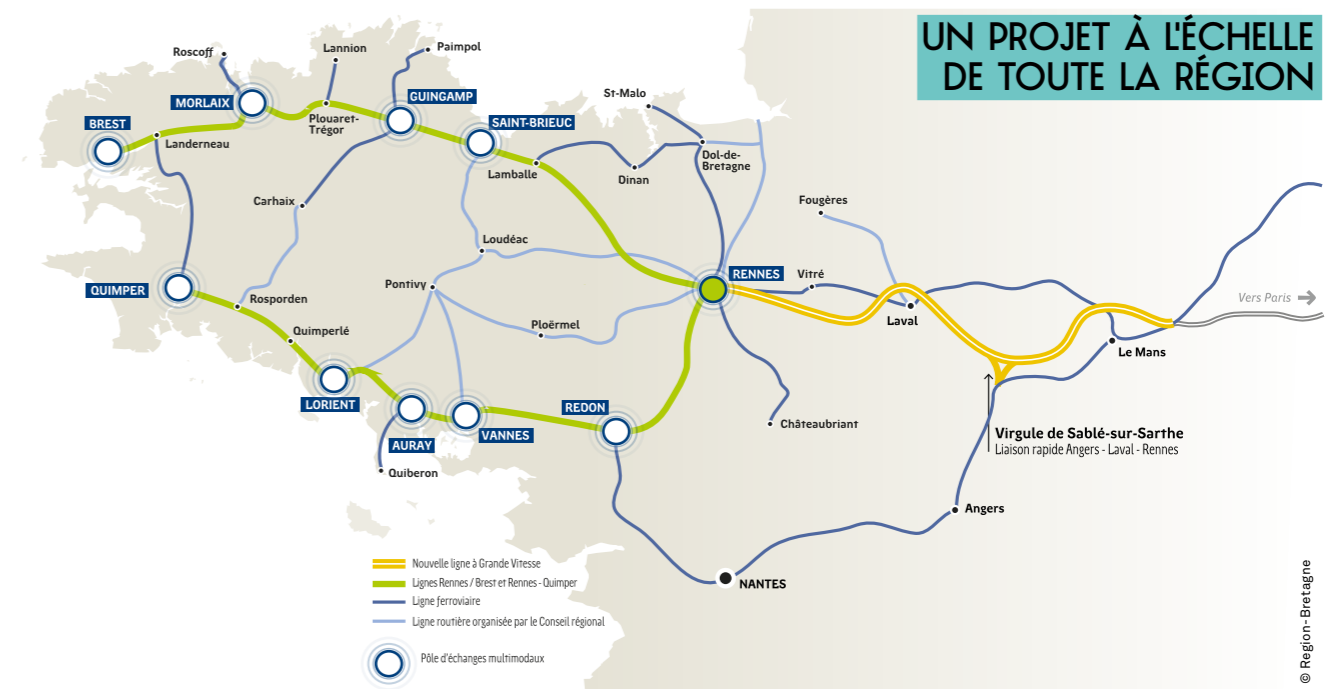 UN PROJET À L'ÉCHELLE
DE TOUTE LA RÉGION
Roscoff
Lannion
Paimpol
MORLAIX
GUINGAMP
St-Malo
BREST
Plouaret-
Trégor
SAINT-BRIEUC
Landerneau
Lamballe
Dinan
Dol-de-
Bretagne
Carhaix
Fougères
Loudéac
RENNES
Vitré
QUIMPER
Pontivy
Rosporden
Vers Paris
Laval
Ploërmel
Quimperlé
Le Mans
LORIENT
REDON
Châteaubriant
AURAY
VANNES
Virgule de Sablé-sur-Sarthe
Liaison rapide Angers - Laval - Rennes
Quiberon
Angers
NANTES
Nouvelle ligne à Grande Vitesse
Lignes Rennes / Brest et Rennes - Quimper
Ligne ferroviaire
Ligne routière organisée par le Conseil régional
Pôle d'échanges multimodaux
© Region-Bretagne